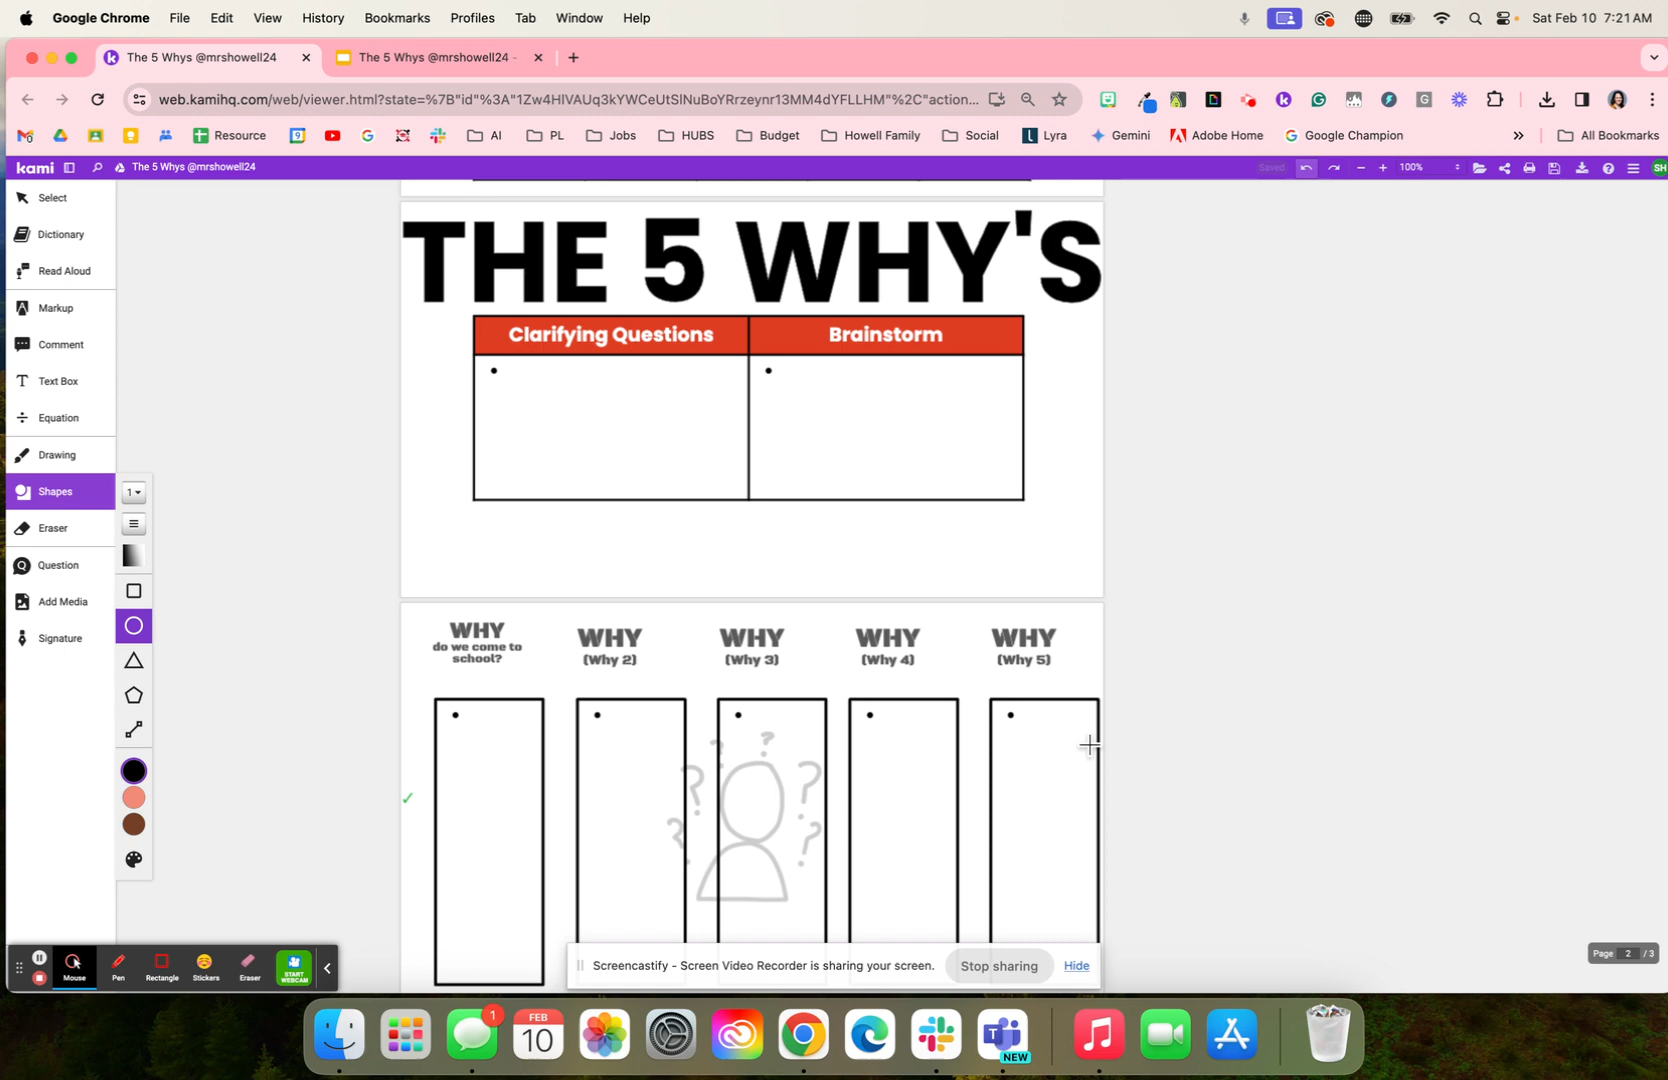 Google Chrome File Edit View History Bookmarks Profiles Tab Window Help Sat Feb 10 7:21 AM
The 5 Whys @mrshowell24 The 5 Whys @mrshowell24 -
web.kamihq.com/web/viewer.html?state=%7B"id"%3A"1Zw4HIVAUq3kYWCeUtSlNuBoYRrzeynr13MM4dYFLLHM"%2C"action...
Resource AI PL Jobs HUBS Budget Howell Family Social Lyra Gemini Adobe Home Google Champion » All Bookmarks
kami The 5 Whys @mrshowell24 Saved 100% SH
Select
Dictionary
Read Aloud
Markup
Comment
Text Box
Equation
Drawing
Shapes
Eraser
Question
Add Media
Signature
1
THE 5 WHY'S
Clarifying Questions Brainstorm
WHY
do we come to
school?
WHY
(Why 2)
WHY
(Why 3)
WHY
(Why 4)
WHY
(Why 5)
Page 2 / 3
Mouse Pen Rectangle Stickers Eraser START WEBCAM
Screencastify - Screen Video Recorder is sharing your screen. Stop sharing Hide
1
FEB
10
NEW